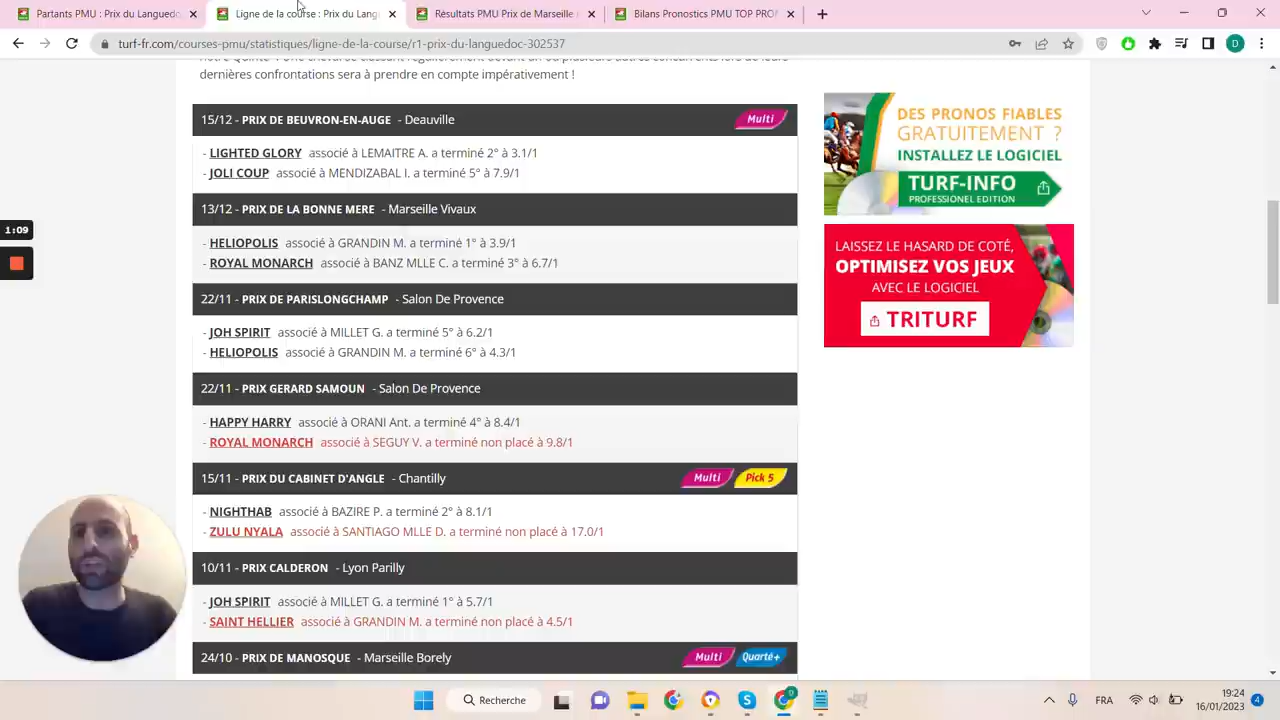 Ligne de la course : Prix du Lang
Résultats du Prix du Languedoc
Bilans Pronostics PMU TOP PRO
turf-fr.com/courses-pmu/statistiques/r1-prix-du-languedoc-302537
D
dernières confrontations sera à prendre en compte impérativement !
15/12 - PRIX DE BEUVRON-EN-AUGE - Deauville
Multi
- LIGHTED GLORY associé à LEMAITRE A. a terminé 2° à 3.1/1
- JOLI COUP associé à MENDIZABAL I. a terminé 5° à 7.9/1
13/12 - PRIX DE LA BONNE MERE - Marseille Vivaux
- HELIOPOLIS associé à GRANDIN M. a terminé 1° à 3.9/1
- ROYAL MONARCH associé à BANZ MLLE C. a terminé 3° à 6.7/1
22/11 - PRIX DE PARISLONGCHAMP - Salon De Provence
- JOH SPIRIT associé à MILLET G. a terminé 5° à 6.2/1
- HELIOPOLIS associé à GRANDIN M. a terminé 6° à 4.3/1
22/11 - PRIX GERARD SAMOUN - Salon De Provence
- HAPPY HARRY associé à ORANI Ant. a terminé 4° à 8.4/1
- ROYAL MONARCH associé à SEGUY V. a terminé non placé à 9.8/1
15/11 - PRIX DU CABINET D'ANGLE - Chantilly
Multi Pick 5
- NIGHTHAB associé à BAZIRE P. a terminé 2° à 8.1/1
- ZULU NYALA associé à SANTIAGO MLLE D. a terminé non placé à 17.0/1
10/11 - PRIX CALDERON - Lyon Parilly
- JOH SPIRIT associé à MILLET G. a terminé 1° à 5.7/1
- SAINT HELLIER associé à GRANDIN M. a terminé non placé à 4.5/1
24/10 - PRIX DE MANOSQUE - Marseille Borely
Multi Quarté+
DES PRONOS FIABLES
GRATUITEMENT ?
INSTALLEZ LE LOGICIEL
TURF-INFO
PROFESSIONEL EDITION
LAISSEZ LE HASARD DE COTÉ,
OPTIMISEZ VOS JEUX
AVEC LE LOGICIEL
TRITURF
1:09
Recherche
FRA
19:24
16/01/2023
4